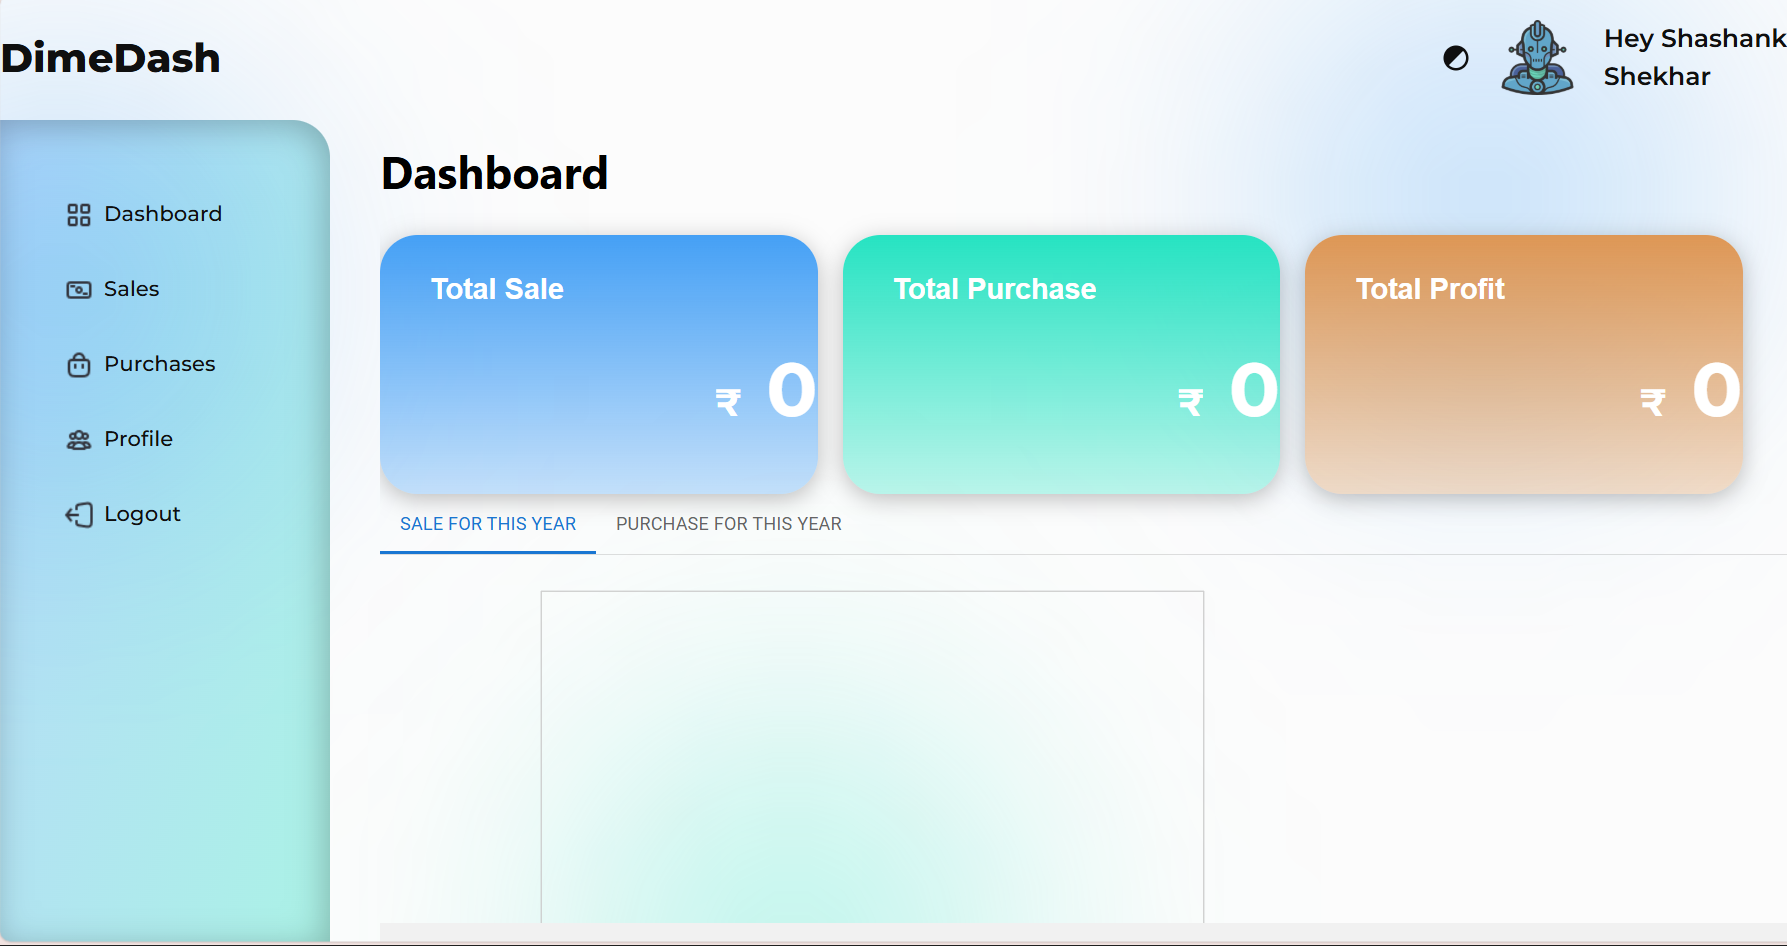 DimeDash
Hey Shashank
Shekhar
Dashboard
Sales
Purchases
Profile
Logout
Dashboard
Total Sale
₹ 0
Total Purchase
₹ 0
Total Profit
₹ 0
SALE FOR THIS YEAR
PURCHASE FOR THIS YEAR